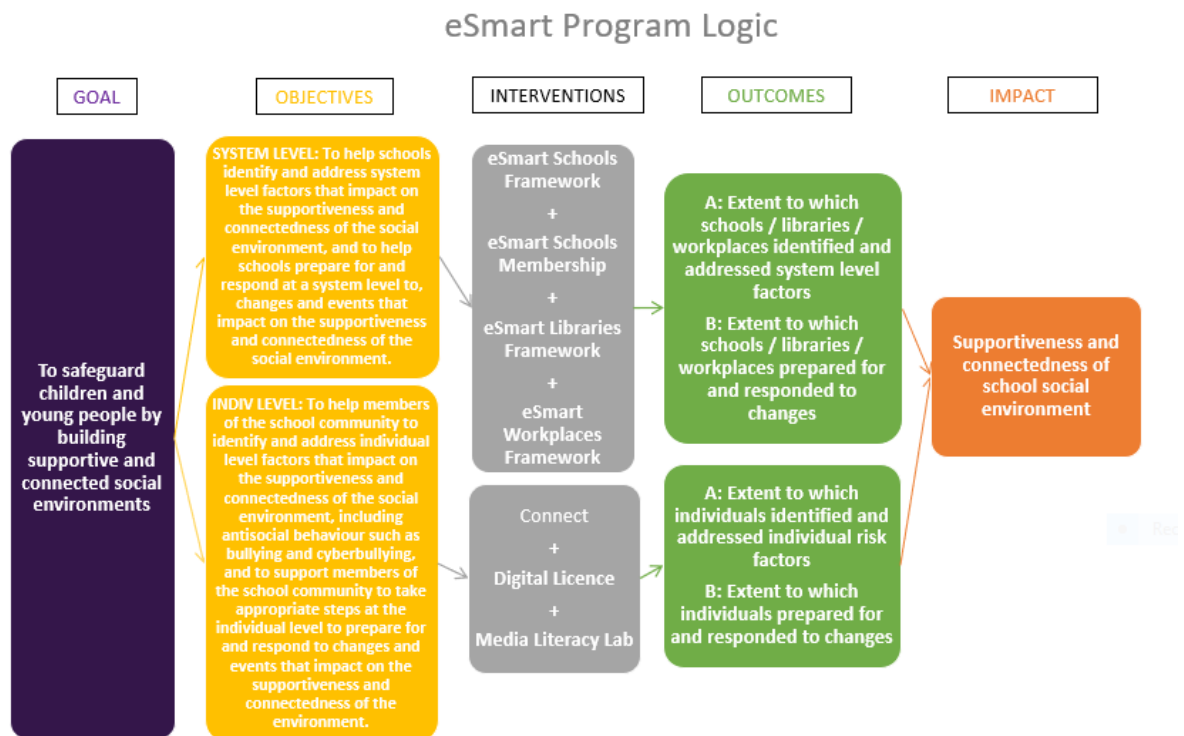 eSmart Program Logic
GOAL
OBJECTIVES
INTERVENTIONS
OUTCOMES
IMPACT
To safeguard
children and
young people by
building
supportive and
connected social
environments
SYSTEM LEVEL: To help schools
identify and address system
level factors that impact on
the supportiveness and
connectedness of the social
environment, and to help
schools prepare for and
respond at a system level to,
changes and events that
impact on the supportiveness
and connectedness of the
social environment.
INDIV LEVEL: To help members
of the school community to
identify and address individual
level factors that impact on
the supportiveness and
connectedness of the social
environment, including
antisocial behaviour such as
bullying and cyberbullying,
and to support members of
the school community to take
appropriate steps at the
individual level to prepare for
and respond to changes and
events that impact on the
supportiveness and
connectedness of the
environment.
eSmart Schools
Framework
+
eSmart Schools
Membership
+
eSmart Libraries
Framework
+
eSmart
Workplaces
Framework
Connect
+
Digital Licence
+
Media Literacy Lab
A: Extent to which
schools / libraries /
workplaces identified and
addressed system level
factors
B: Extent to which
schools / libraries /
workplaces prepared for
and responded to
changes
A: Extent to which
individuals identified and
addressed individual risk
factors
B: Extent to which
individuals prepared for
and responded to changes
Supportiveness and
connectedness of
school social
environment